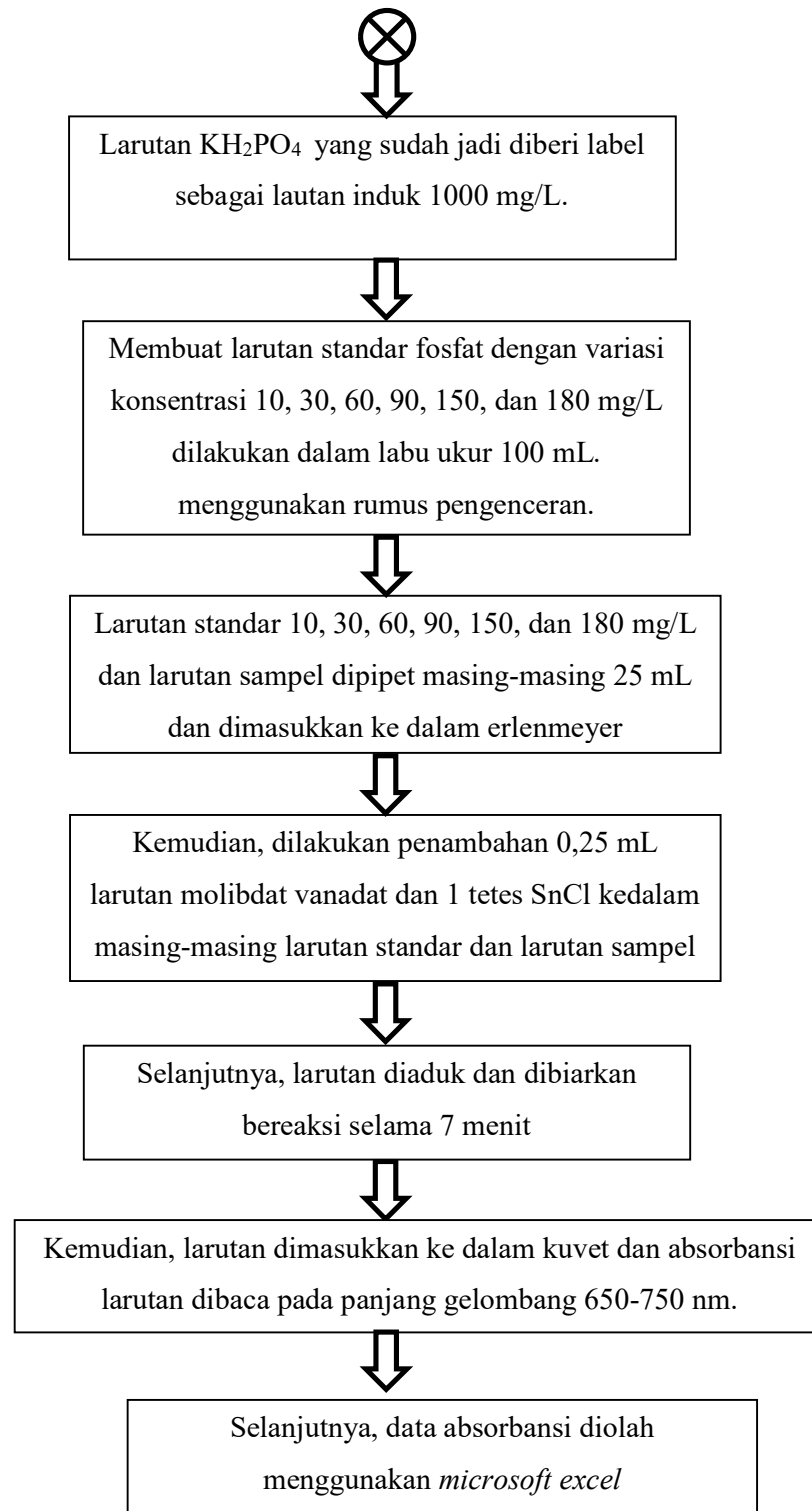 Larutan KH₂PO₄ yang sudah jadi diberi label
sebagai lautan induk 1000 mg/L.
Membuat larutan standar fosfat dengan variasi
konsentrasi 10, 30, 60, 90, 150, dan 180 mg/L
dilakukan dalam labu ukur 100 mL.
menggunakan rumus pengenceran.
Larutan standar 10, 30, 60, 90, 150, dan 180 mg/L
dan larutan sampel dipipet masing-masing 25 mL
dan dimasukkan ke dalam erlenmeyer
Kemudian, dilakukan penambahan 0,25 mL
larutan molibdat vanadat dan 1 tetes SnCl kedalam
masing-masing larutan standar dan larutan sampel
Selanjutnya, larutan diaduk dan dibiarkan
bereaksi selama 7 menit
Kemudian, larutan dimasukkan ke dalam kuvet dan absorbansi
larutan dibaca pada panjang gelombang 650-750 nm.
Selanjutnya, data absorbansi diolah
menggunakan microsoft excel